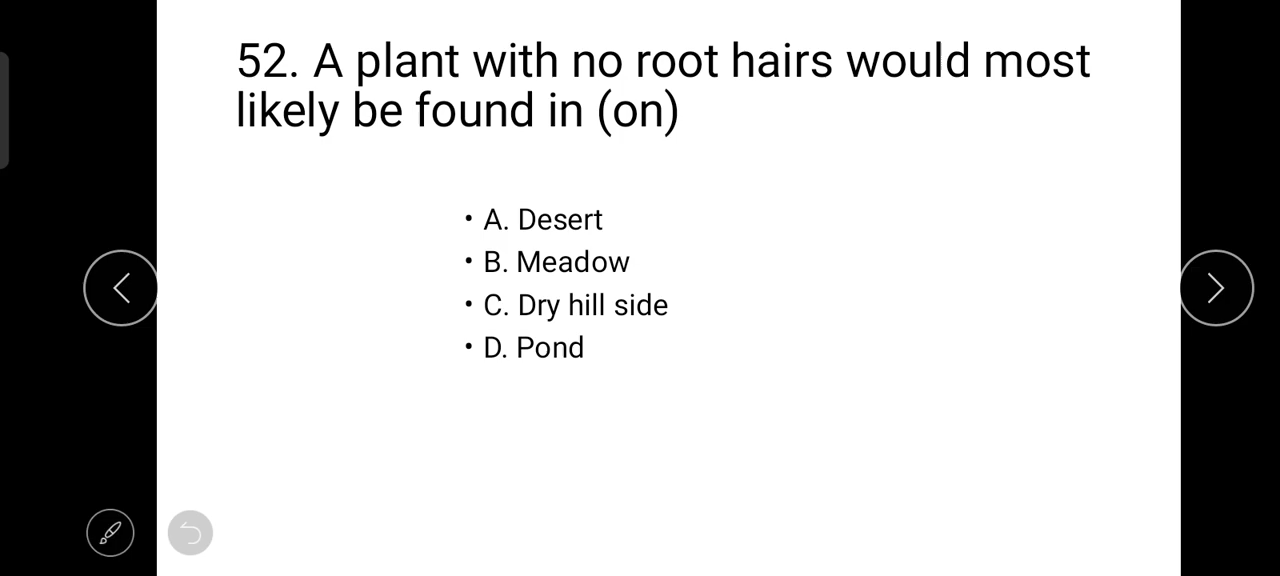 52. A plant with no root hairs would most
likely be found in (on)
• A. Desert
• B. Meadow
• C. Dry hill side
• D. Pond